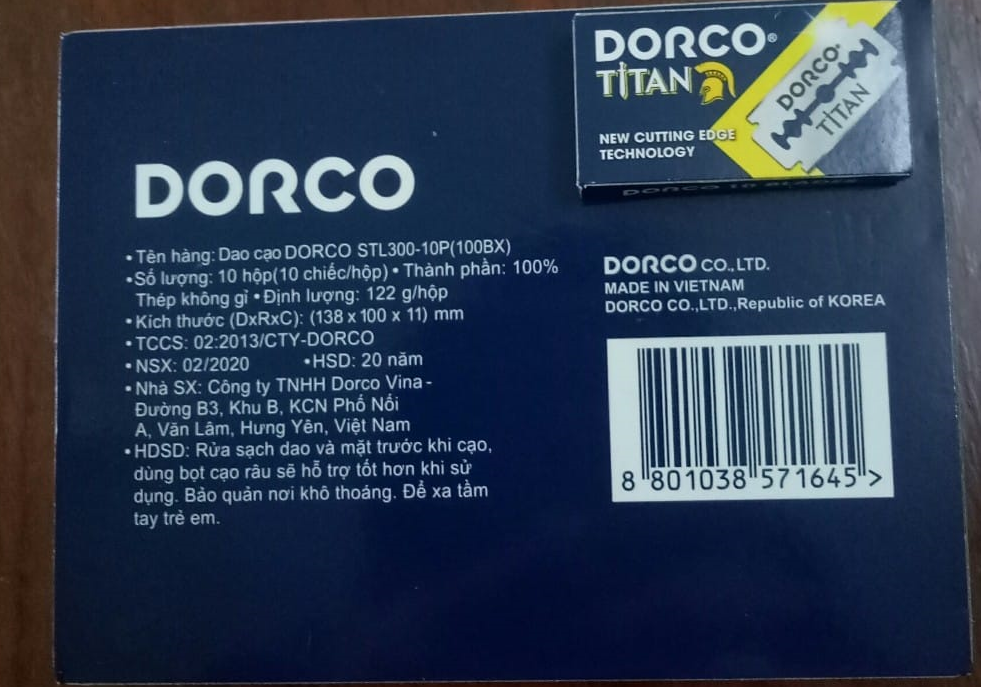 DORCO®
TITAN
DORCO®
TITAN
NEW CUTTING EDGE
TECHNOLOGY
DORCO 10 BLADES
DORCO
• Tên hàng: Dao cạo DORCO STL300-10P(100BX)
• Số lượng: 10 hộp(10 chiếc/hộp) • Thành phần: 100%
Thép không gỉ • Định lượng: 122 g/hộp
• Kích thước (DxRxC): (138 x 100 x 11) mm
• TCCS: 02:2013/CTY-DORCO
• NSX: 02/2020 •HSD: 20 năm
• Nhà SX: Công ty TNHH Dorco Vina -
Đường B3, Khu B, KCN Phố Nối
A, Văn Lâm, Hưng Yên, Việt Nam
• HDSD: Rửa sạch dao và mặt trước khi cạo,
dùng bọt cạo râu sẽ hỗ trợ tốt hơn khi sử
dụng. Bảo quản nơi khô thoáng. Để xa tầm
tay trẻ em.
DORCO CO.,LTD.
MADE IN VIETNAM
DORCO CO.,LTD.,Republic of KOREA
8 801038 571645 >